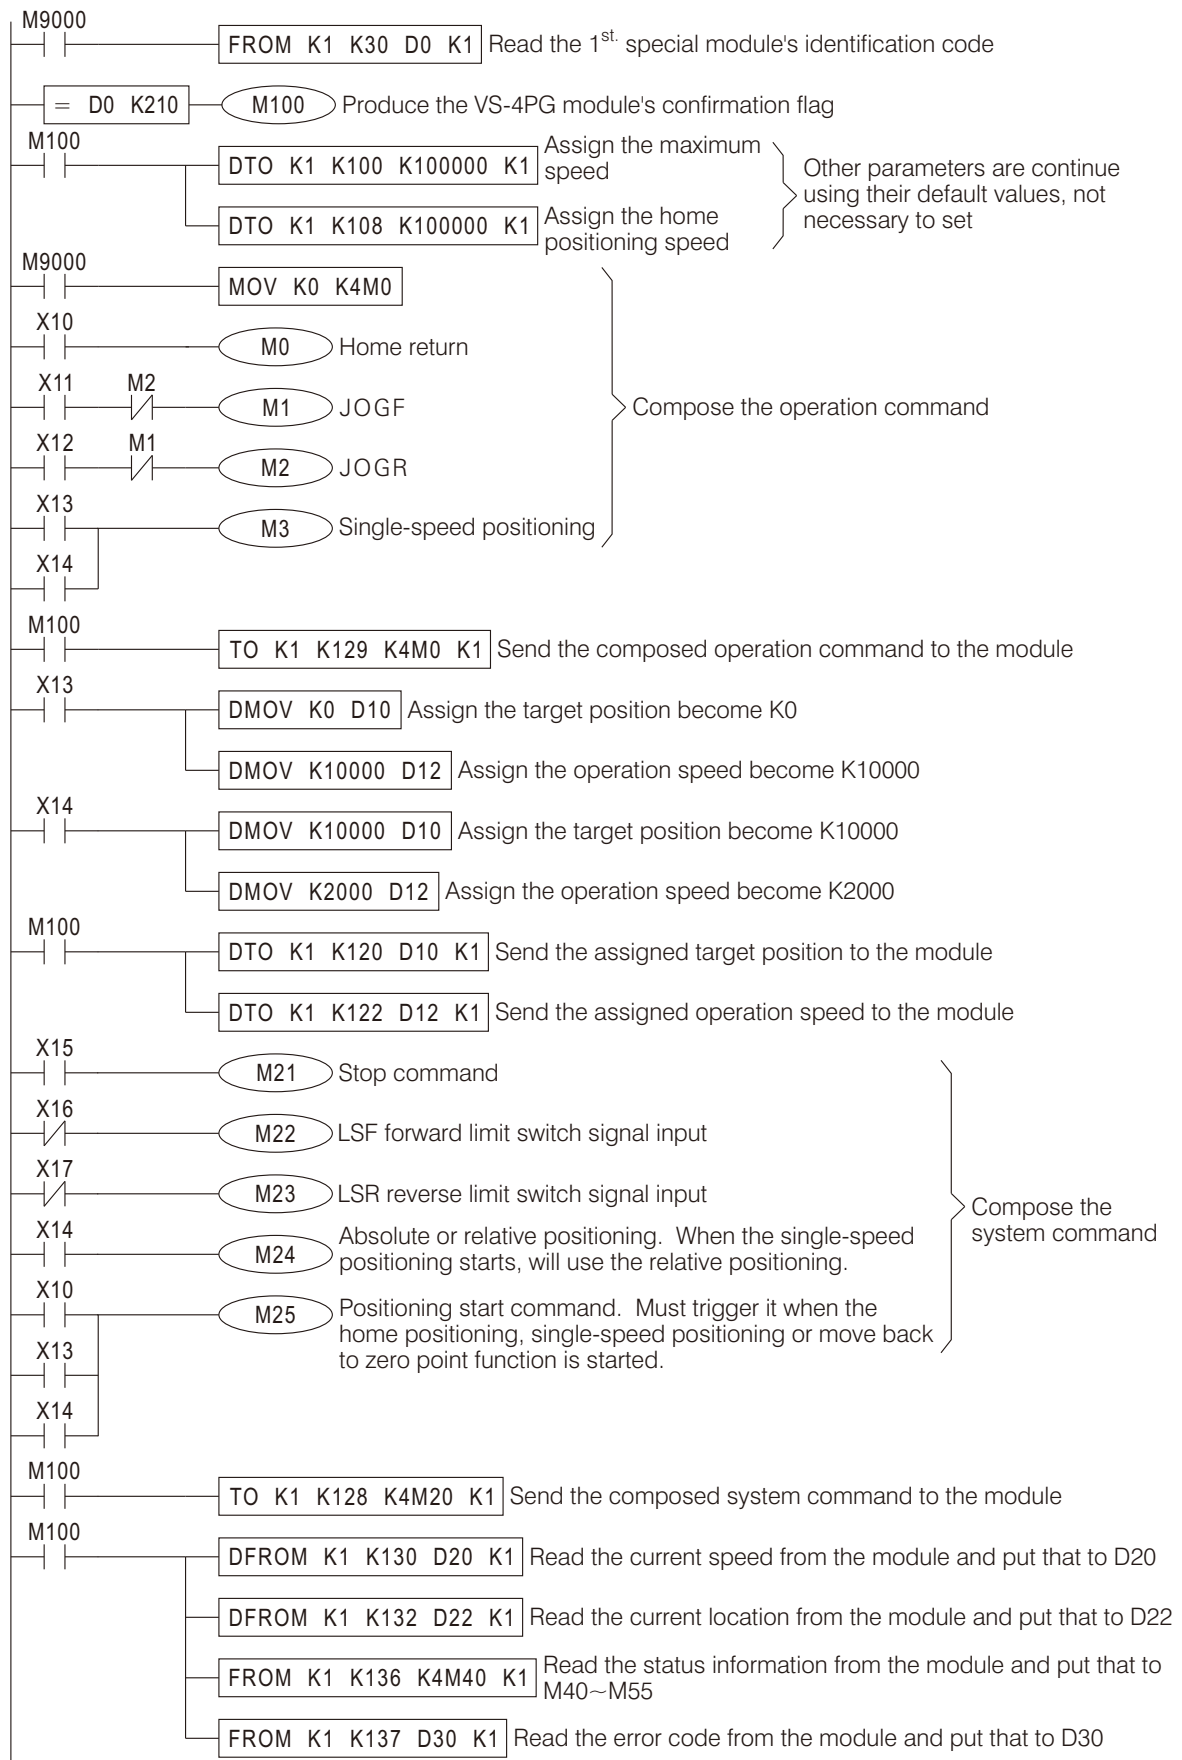 M9000
FROM K1 K30 D0 K1 Read the 1st. special module's identification code
= D0 K210 M100 Produce the VS-4PG module's confirmation flag
M100
DTO K1 K100 K100000 K1 Assign the maximum
speed
Other parameters are continue
using their default values, not
necessary to set
DTO K1 K108 K100000 K1 Assign the home
positioning speed
M9000
MOV K0 K4M0
X10
M0 Home return
X11 M2
M1 JOGF
Compose the operation command
X12 M1
M2 JOGR
X13
M3 Single-speed positioning
X14
M100
TO K1 K129 K4M0 K1 Send the composed operation command to the module
X13
DMOV K0 D10 Assign the target position become K0
DMOV K10000 D12 Assign the operation speed become K10000
X14
DMOV K10000 D10 Assign the target position become K10000
DMOV K2000 D12 Assign the operation speed become K2000
M100
DTO K1 K120 D10 K1 Send the assigned target position to the module
DTO K1 K122 D12 K1 Send the assigned operation speed to the module
X15
M21 Stop command
X16
M22 LSF forward limit switch signal input
X17
M23 LSR reverse limit switch signal input
Compose the
system command
X14
M24 Absolute or relative positioning. When the single-speed
positioning starts, will use the relative positioning.
X10
M25 Positioning start command. Must trigger it when the
home positioning, single-speed positioning or move back
to zero point function is started.
X13
X14
M100
TO K1 K128 K4M20 K1 Send the composed system command to the module
M100
DFROM K1 K130 D20 K1 Read the current speed from the module and put that to D20
DFROM K1 K132 D22 K1 Read the current location from the module and put that to D22
FROM K1 K136 K4M40 K1 Read the status information from the module and put that to
M40~M55
FROM K1 K137 D30 K1 Read the error code from the module and put that to D30